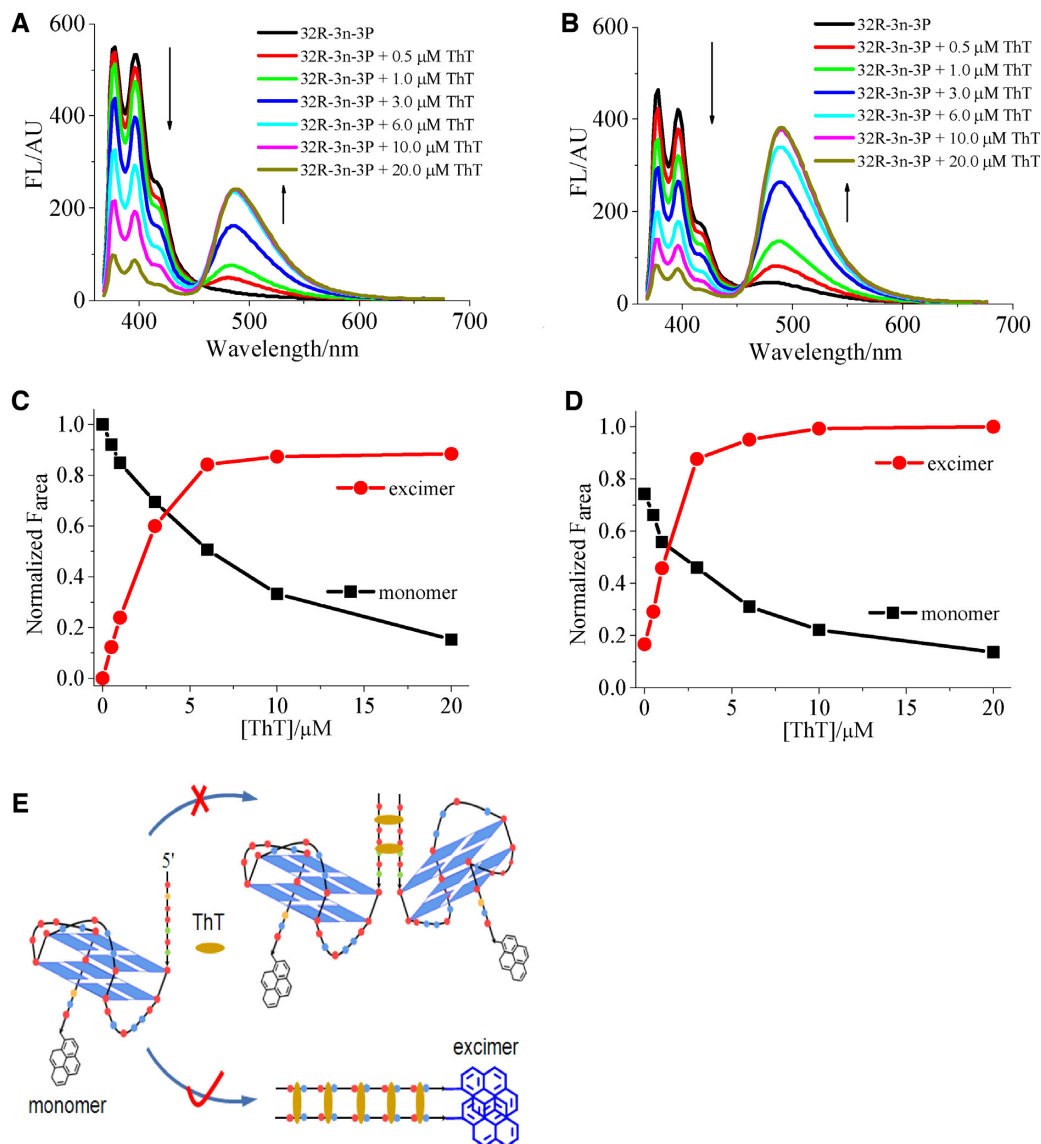 A
600
400
200
0
FL/AU
400
500
600
700
Wavelength/nm
32R-3n-3P
32R-3n-3P + 0.5 μM ThT
32R-3n-3P + 1.0 μM ThT
32R-3n-3P + 3.0 μM ThT
32R-3n-3P + 6.0 μM ThT
32R-3n-3P + 10.0 μM ThT
32R-3n-3P + 20.0 μM ThT
B
600
400
200
0
FL/AU
400
500
600
700
Wavelength/nm
32R-3n-3P
32R-3n-3P + 0.5 μM ThT
32R-3n-3P + 1.0 μM ThT
32R-3n-3P + 3.0 μM ThT
32R-3n-3P + 6.0 μM ThT
32R-3n-3P + 10.0 μM ThT
32R-3n-3P + 20.0 μM ThT
C
1.0
0.8
0.6
0.4
0.2
0.0
Normalized Farea
0
5
10
15
20
[ThT]/μM
excimer
monomer
D
1.0
0.8
0.6
0.4
0.2
0.0
Normalized Farea
0
5
10
15
20
[ThT]/μM
excimer
monomer
E
5'
ThT
monomer
excimer